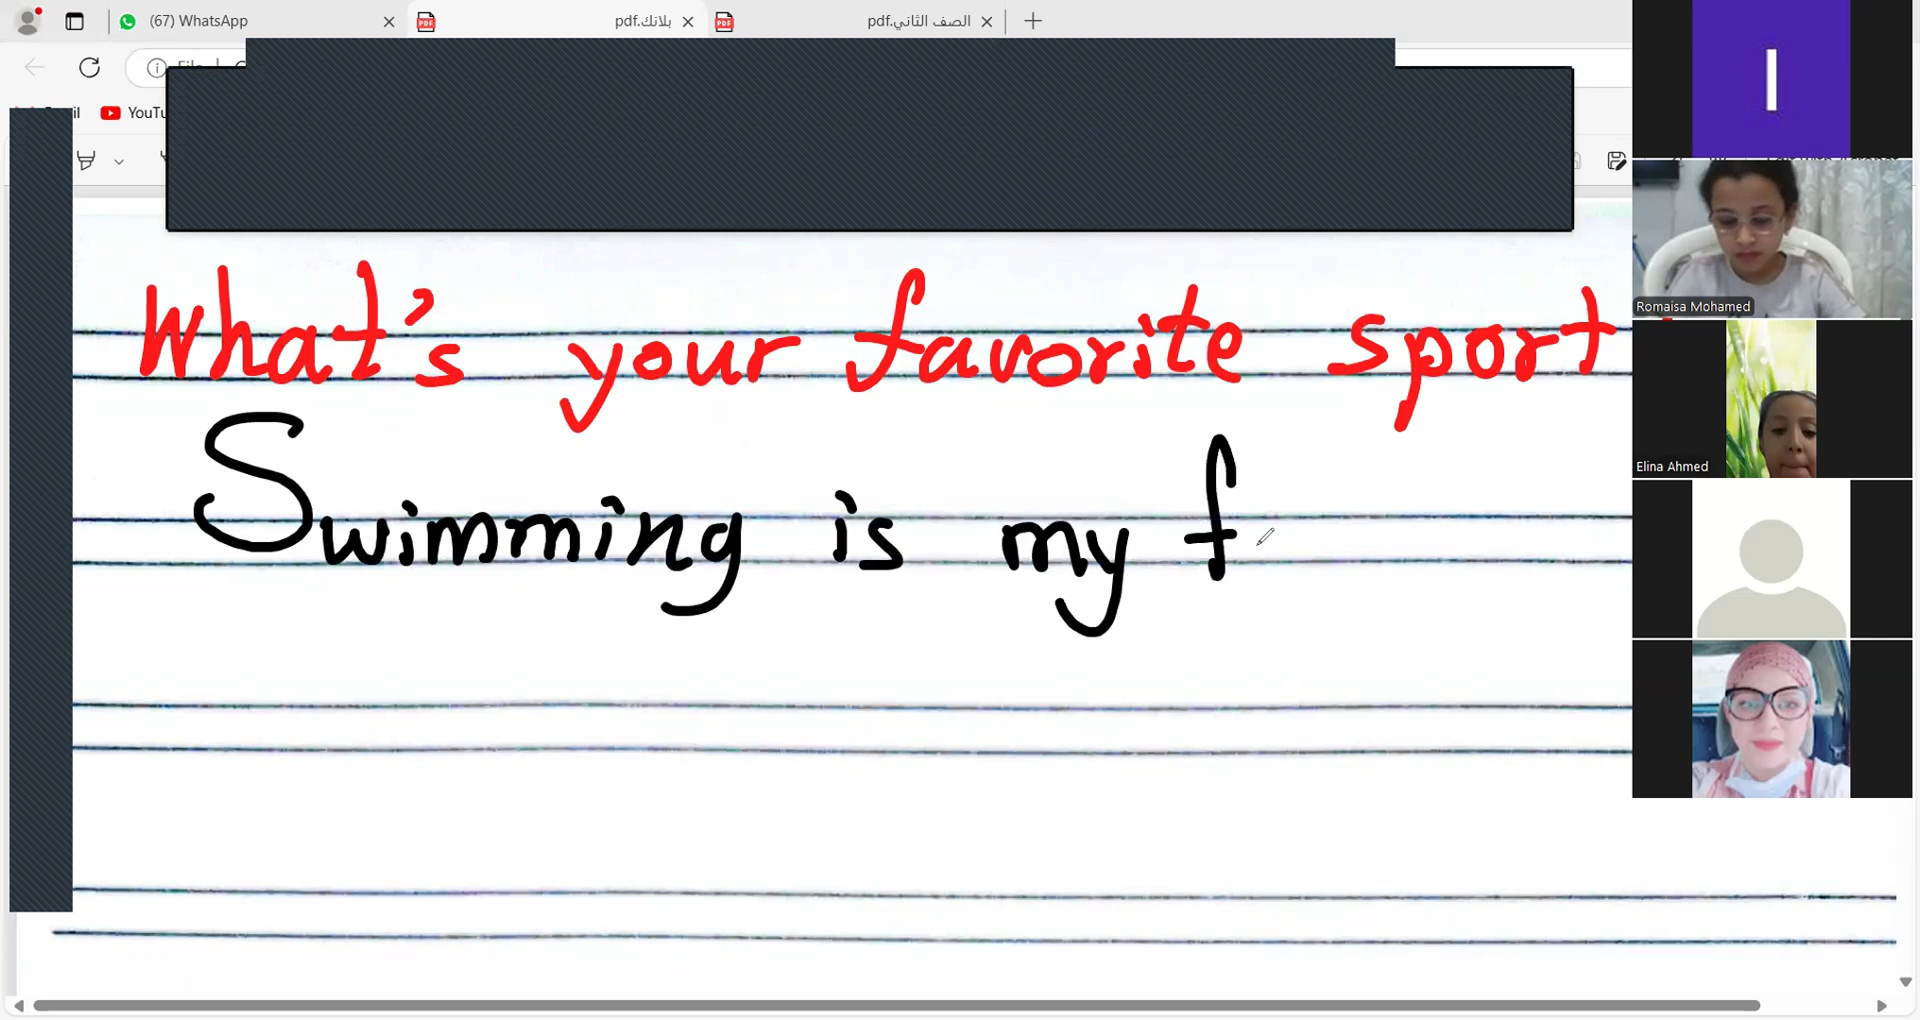 (67) WhatsApp
بلانك.pdf
الصف الثاني.pdf
YouTu
What's your favorite sport
Swimming is my f
I
Romaisa Mohamed
Elina Ahmed